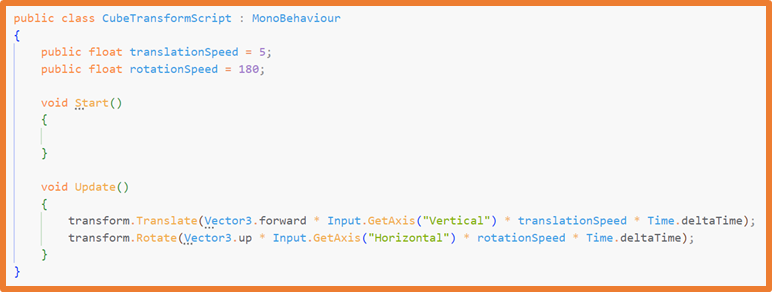 public class CubeTransformScript : MonoBehaviour
{
    public float translationSpeed = 5;
    public float rotationSpeed = 180;

    void Start()
    {

    }

    void Update()
    {
        transform.Translate(Vector3.forward * Input.GetAxis("Vertical") * translationSpeed * Time.deltaTime);
        transform.Rotate(Vector3.up * Input.GetAxis("Horizontal") * rotationSpeed * Time.deltaTime);
    }
}